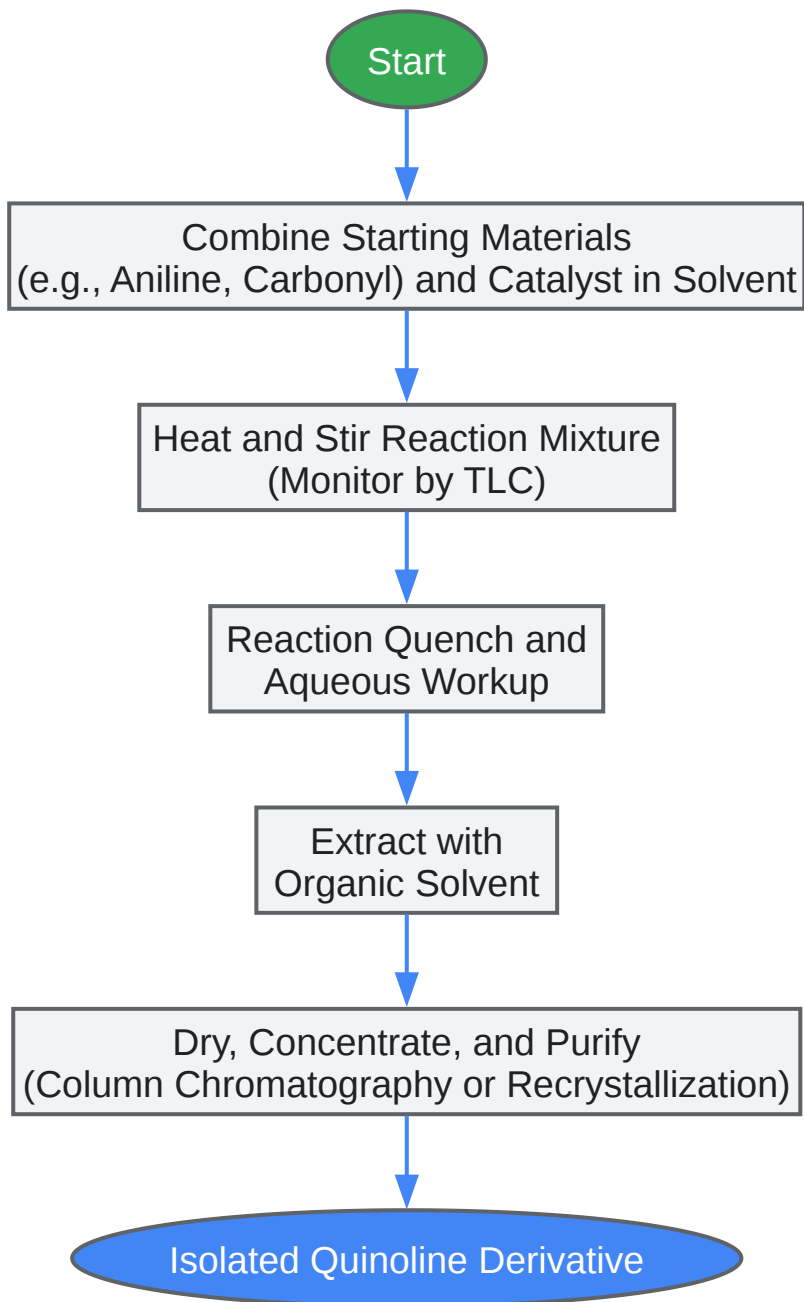 Start
Combine Starting Materials
(e.g., Aniline, Carbonyl) and Catalyst in Solvent
Heat and Stir Reaction Mixture
(Monitor by TLC)
Reaction Quench and
Aqueous Workup
Extract with
Organic Solvent
Dry, Concentrate, and Purify
(Column Chromatography or Recrystallization)
Isolated Quinoline Derivative